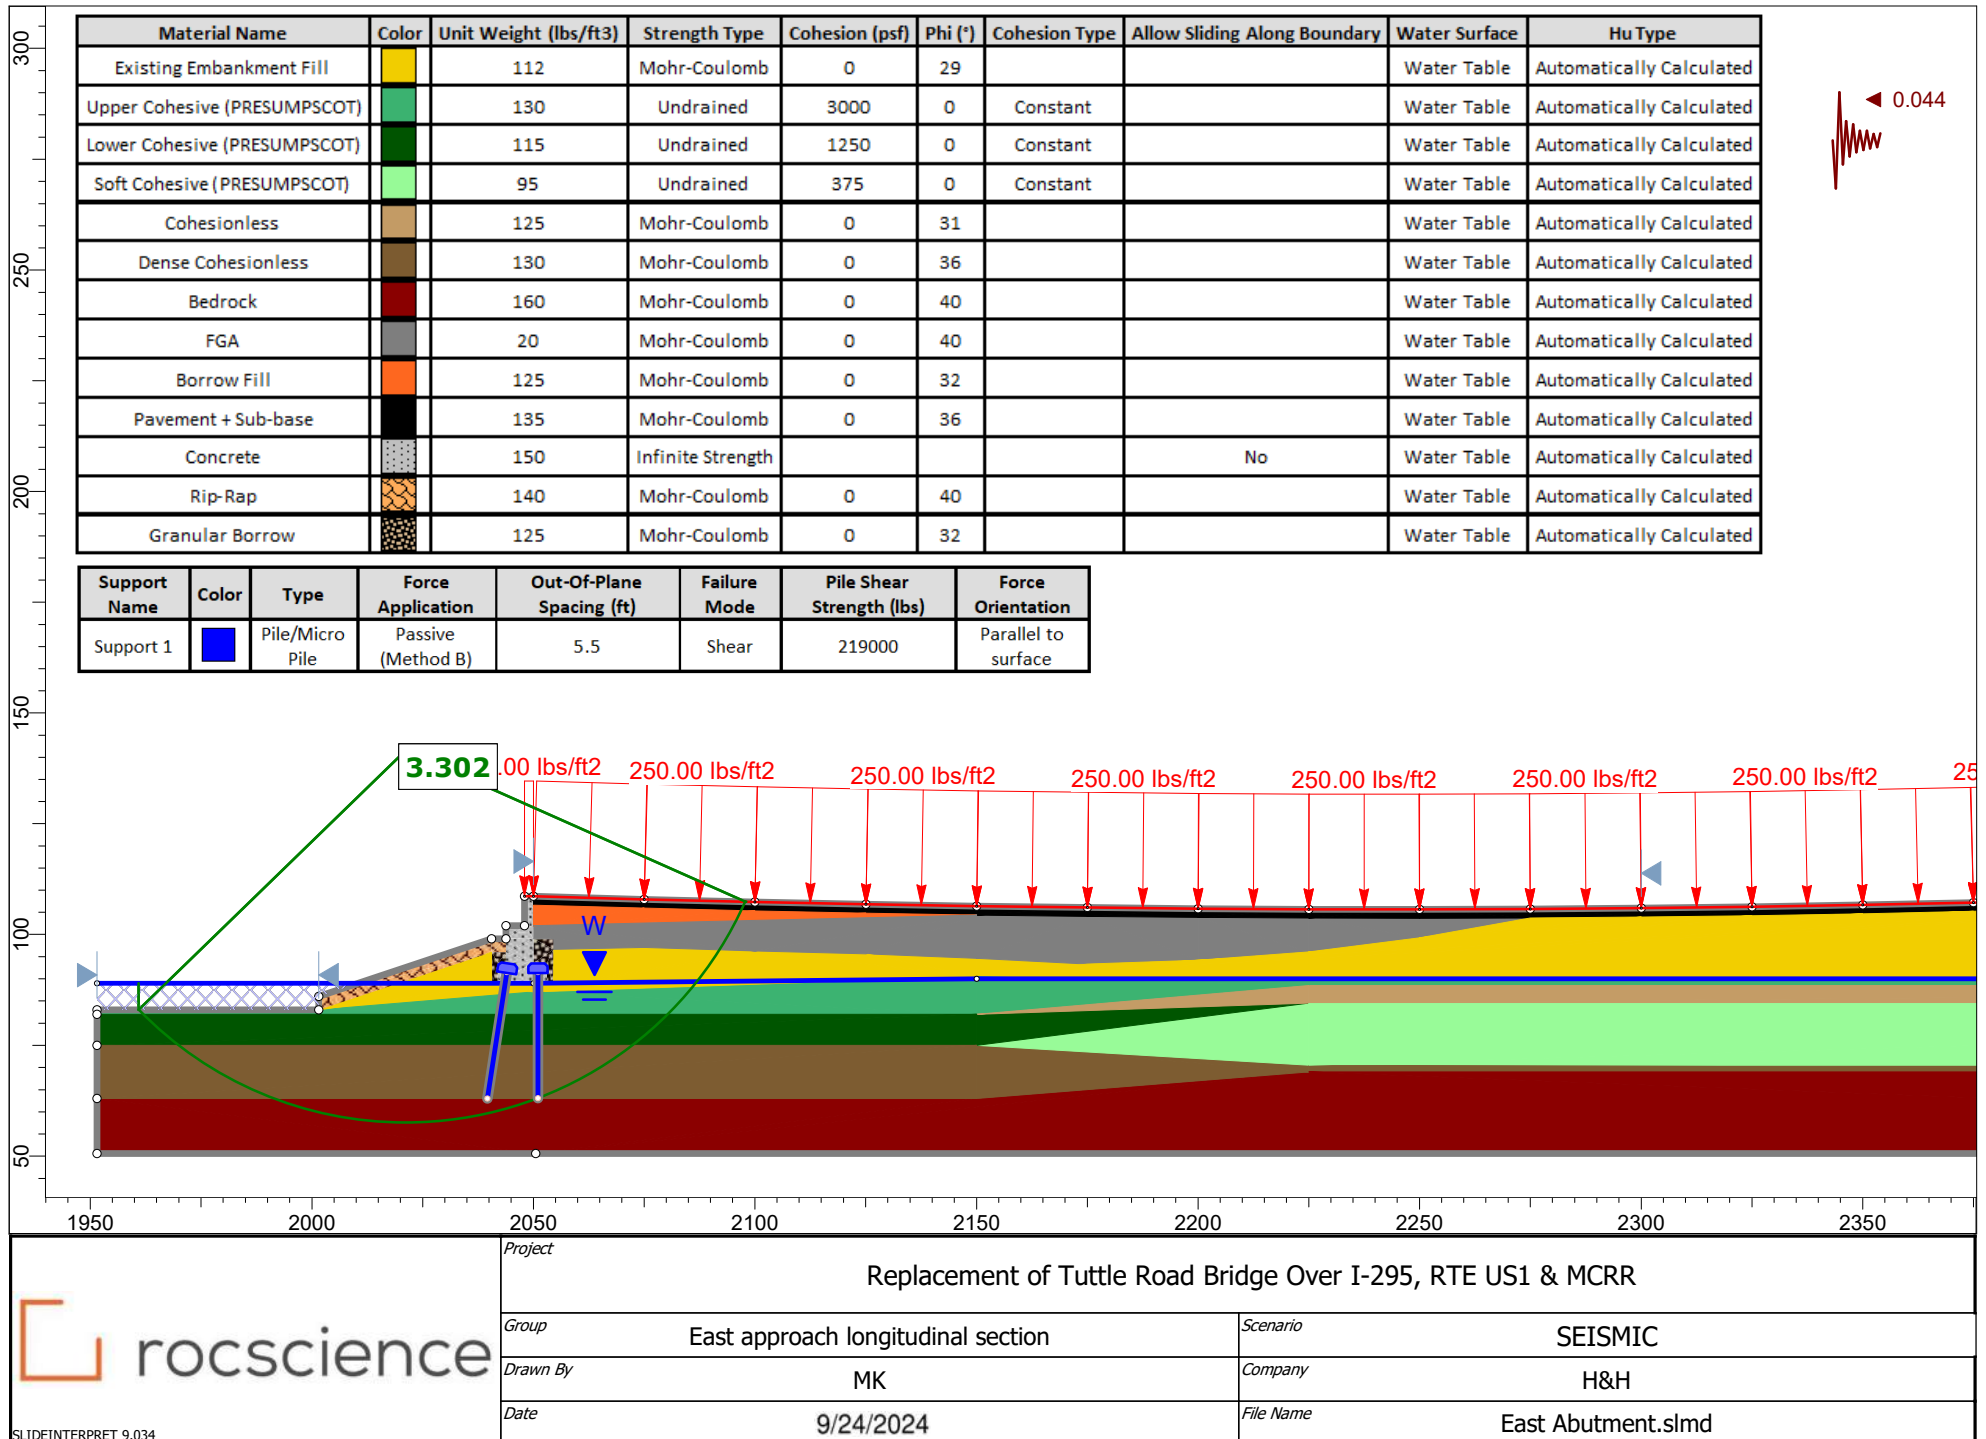 Material Name Color Unit Weight (lbs/ft3) Strength Type Cohesion (psf) Phi (°) Cohesion Type Allow Sliding Along Boundary Water Surface Hu Type
Existing Embankment Fill 112 Mohr-Coulomb 0 29 Water Table Automatically Calculated
Upper Cohesive (PRESUMPSCOT) 130 Undrained 3000 0 Constant Water Table Automatically Calculated
Lower Cohesive (PRESUMPSCOT) 115 Undrained 1250 0 Constant Water Table Automatically Calculated
Soft Cohesive (PRESUMPSCOT) 95 Undrained 375 0 Constant Water Table Automatically Calculated
Cohesionless 125 Mohr-Coulomb 0 31 Water Table Automatically Calculated
Dense Cohesionless 130 Mohr-Coulomb 0 36 Water Table Automatically Calculated
Bedrock 160 Mohr-Coulomb 0 40 Water Table Automatically Calculated
FGA 20 Mohr-Coulomb 0 40 Water Table Automatically Calculated
Borrow Fill 125 Mohr-Coulomb 0 32 Water Table Automatically Calculated
Pavement + Sub-base 135 Mohr-Coulomb 0 36 Water Table Automatically Calculated
Concrete 150 Infinite Strength No Water Table Automatically Calculated
Rip-Rap 140 Mohr-Coulomb 0 40 Water Table Automatically Calculated
Granular Borrow 125 Mohr-Coulomb 0 32 Water Table Automatically Calculated
0.044
Support Name Color Type Force Application Out-Of-Plane Spacing (ft) Failure Mode Pile Shear Strength (lbs) Force Orientation
Support 1 Pile/Micro Pile Passive (Method B) 5.5 Shear 219000 Parallel to surface
300
250
200
150
100
50
3.302 .00 lbs/ft2 250.00 lbs/ft2 250.00 lbs/ft2 250.00 lbs/ft2 250.00 lbs/ft2 250.00 lbs/ft2 250.00 lbs/ft2 25
W
1950 2000 2050 2100 2150 2200 2250 2300 2350
rocscience
SLIDEINTERPRET 9.034
Project
Replacement of Tuttle Road Bridge Over I-295, RTE US1 & MCRR
Group East approach longitudinal section Scenario SEISMIC
Drawn By MK Company H&H
Date 9/24/2024 File Name East Abutment.slmd